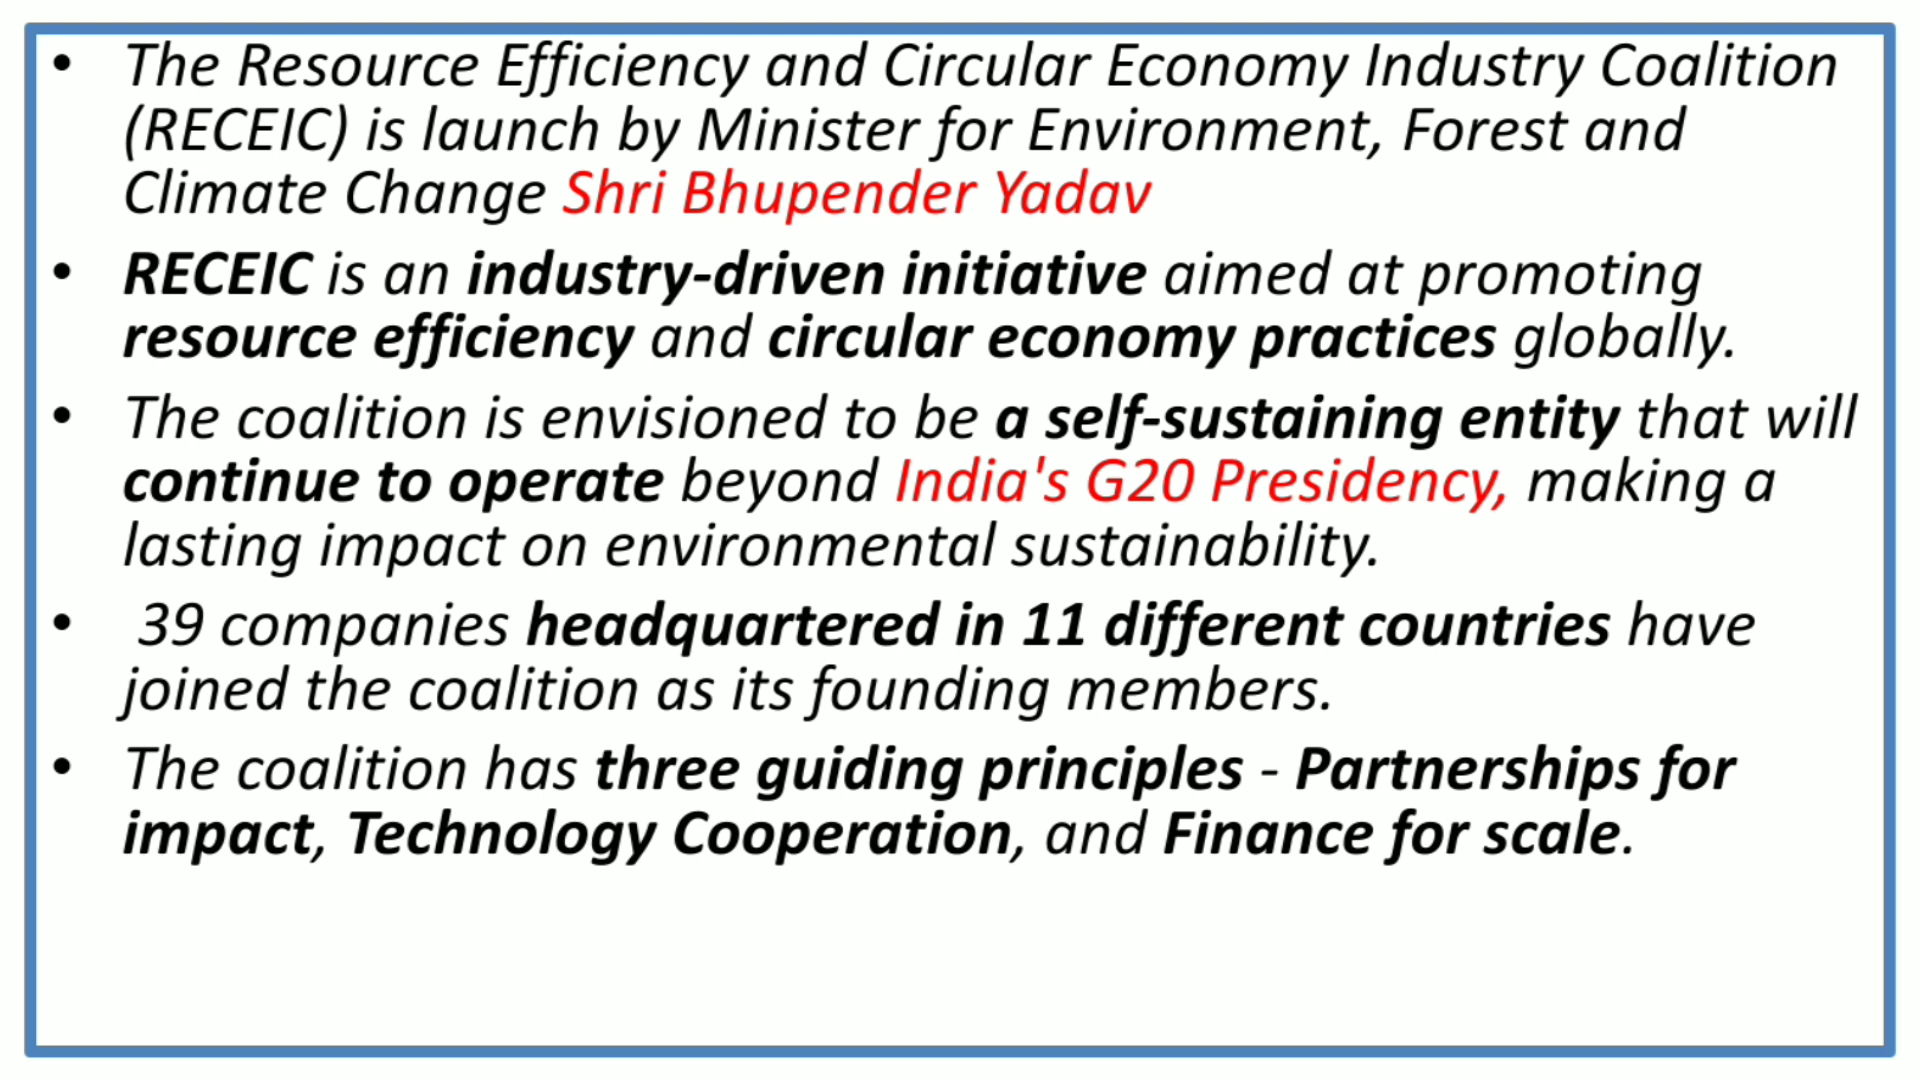 • The Resource Efficiency and Circular Economy Industry Coalition
(RECEIC) is launch by Minister for Environment, Forest and
Climate Change Shri Bhupender Yadav
• RECEIC is an industry-driven initiative aimed at promoting
resource efficiency and circular economy practices globally.
• The coalition is envisioned to be a self-sustaining entity that will
continue to operate beyond India's G20 Presidency, making a
lasting impact on environmental sustainability.
• 39 companies headquartered in 11 different countries have
joined the coalition as its founding members.
• The coalition has three guiding principles - Partnerships for
impact, Technology Cooperation, and Finance for scale.